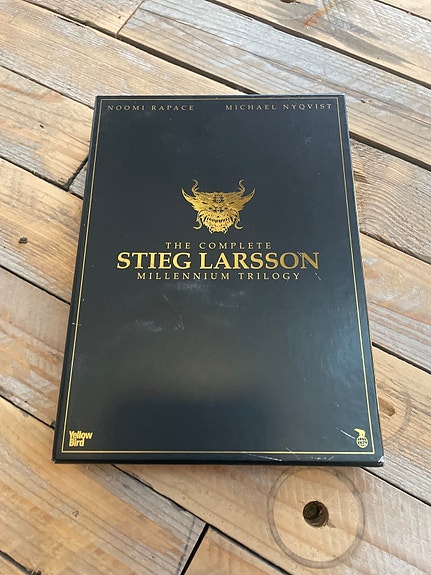 NOOMI RAPACE MICHAEL NYQVIST
THE COMPLETE
STIEG LARSSON
MILLENNIUM TRILOGY
Yellow
Bird